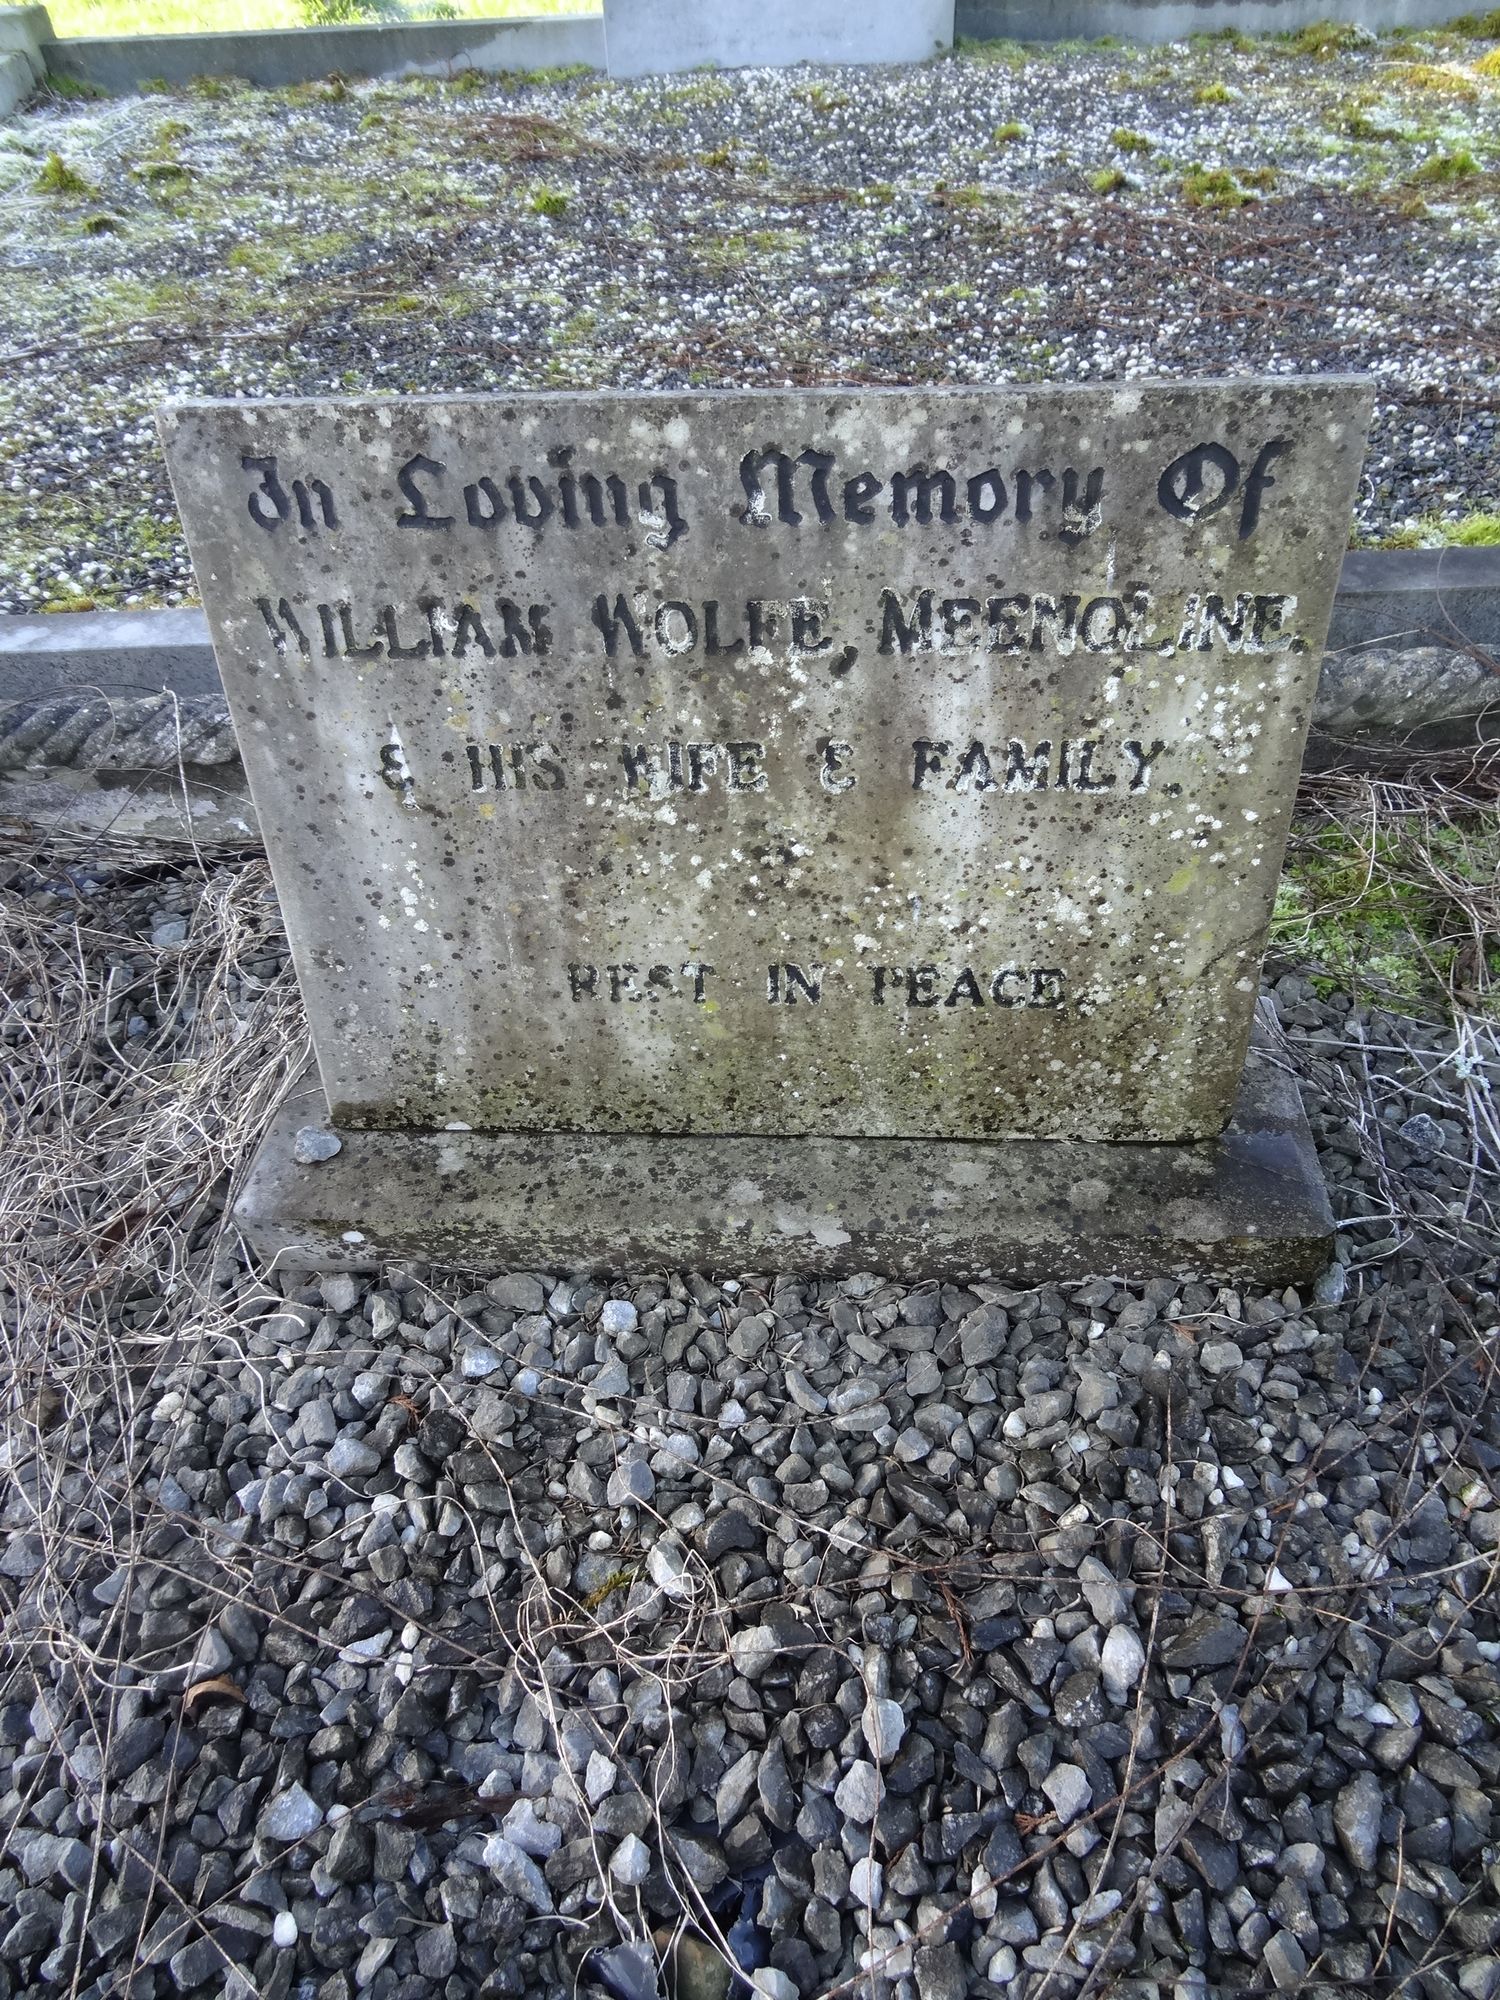 In Loving Memory Of
WILLIAM WOLFE, MEENOLINE.
& HIS WIFE & FAMILY.
REST IN PEACE.